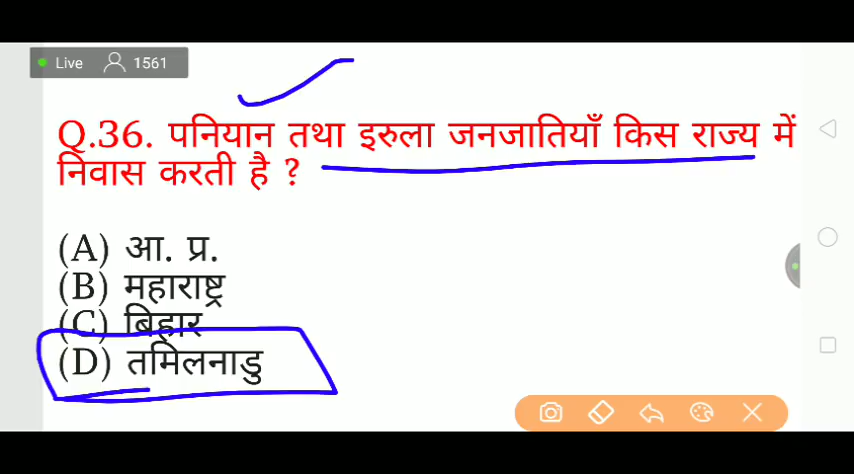 Live 1561
Q.36. पनियान तथा इरुला जनजातियाँ किस राज्य में
निवास करती है ?
(A) आ. प्र.
(B) महाराष्ट्र
(C) बिहार
(D) तमिलनाडु